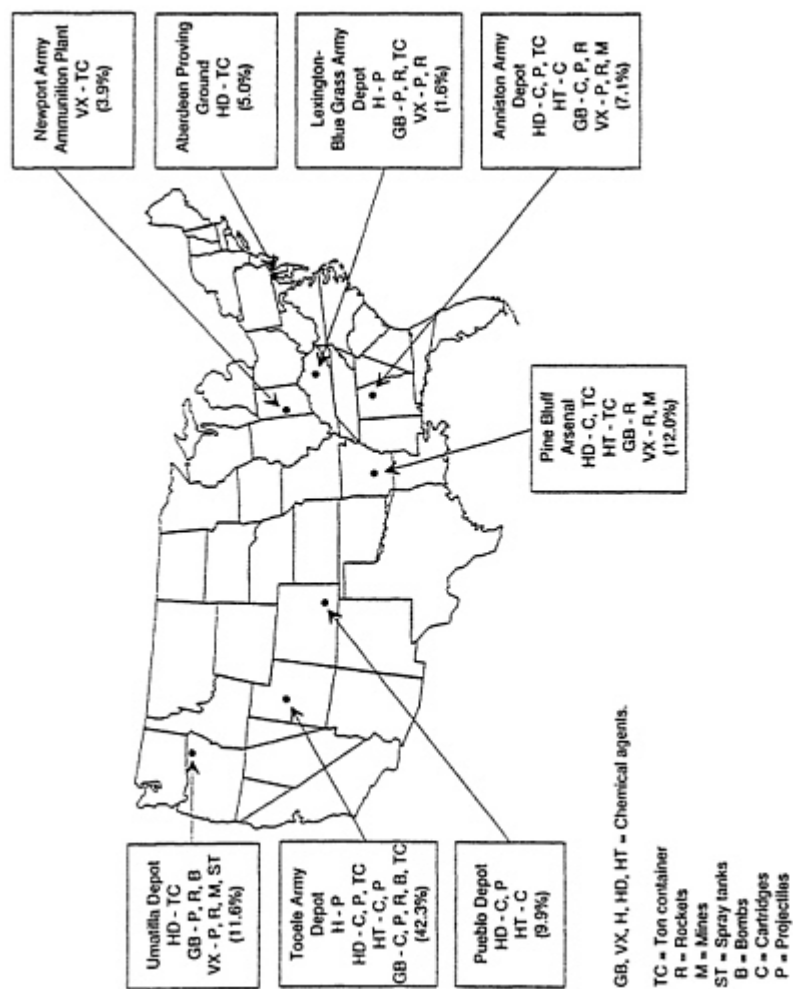 Umatilla Depot
HD - TC
GB - P, R, B
VX - P, R, M, ST
(11.6%)
Tooele Army
Depot
H - P
HD - C, P, TC
HT - C, P
GB - C, P, R, B, TC
(42.3%)
Pueblo Depot
HD - C, P
HT - C
(9.9%)
Newport Army
Ammunition Plant
VX - TC
(3.9%)
Aberdeen Proving
Ground
HD - TC
(5.0%)
Lexington-
Blue Grass Army
Depot
H - P
GB - P, R, TC
VX - P, R
(1.6%)
Anniston Army
Depot
HD - C, P, TC
HT - C
GB - C, P, R
VX - P, R, M
(7.1%)
Pine Bluff
Arsenal
HD - C, TC
HT - TC
GB - R
VX - R, M
(12.0%)
GB, VX, H, HD, HT = Chemical agents.
TC = Ton container
R = Rockets
M = Mines
ST = Spray tanks
B = Bombs
C = Cartridges
P = Projectiles